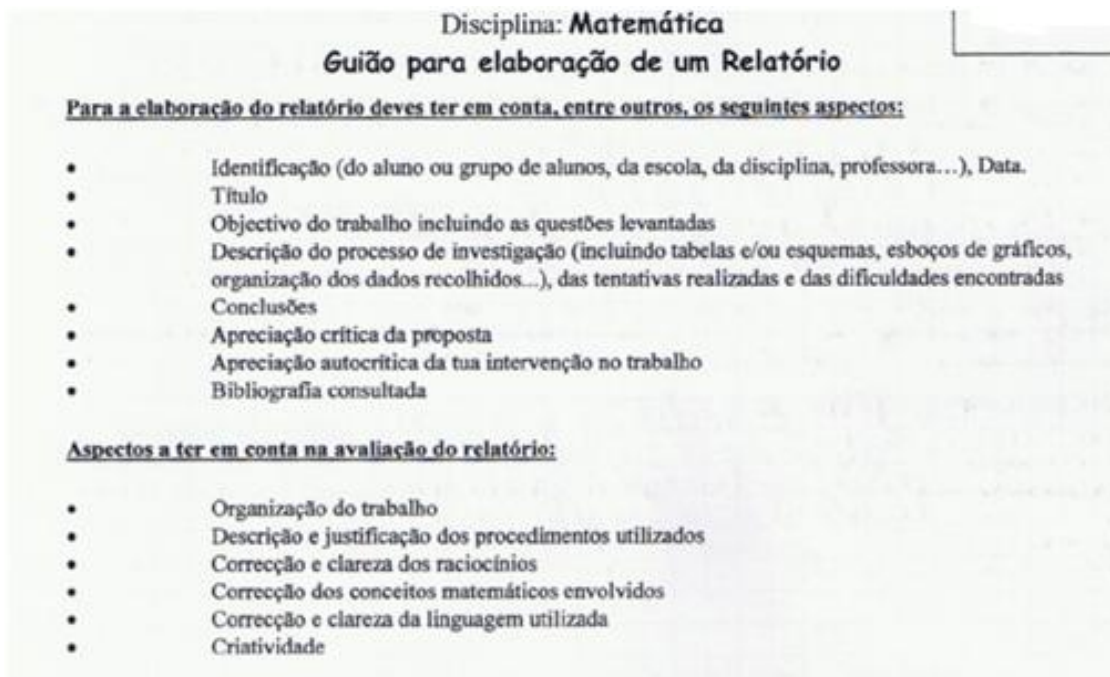 Disciplina: Matemática
Guião para elaboração de um Relatório
Para a elaboração do relatório deves ter em conta, entre outros, os seguintes aspectos:
• Identificação (do aluno ou grupo de alunos, da escola, da disciplina, professora...), Data.
• Título
• Objectivo do trabalho incluindo as questões levantadas
• Descrição do processo de investigação (incluindo tabelas e/ou esquemas, esboços de gráficos,
organização dos dados recolhidos...), das tentativas realizadas e das dificuldades encontradas
• Conclusões
• Apreciação crítica da proposta
• Apreciação autocrítica da tua intervenção no trabalho
• Bibliografia consultada
Aspectos a ter em conta na avaliação do relatório:
• Organização do trabalho
• Descrição e justificação dos procedimentos utilizados
• Correcção e clareza dos raciocínios
• Correcção dos conceitos matemáticos envolvidos
• Correcção e clareza da linguagem utilizada
• Criatividade